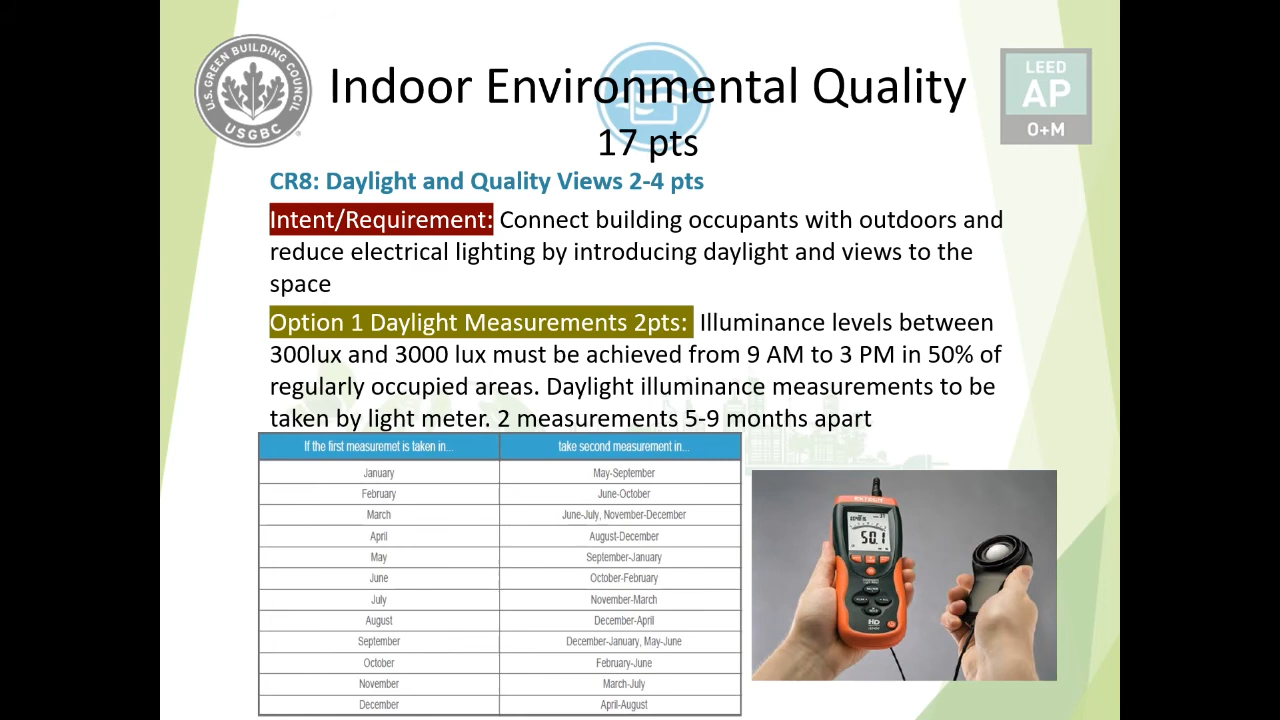 U.S. GREEN BUILDING COUNCIL
USGBC
Indoor Environmental Quality
17 pts
LEED
AP
O+M
CR8: Daylight and Quality Views 2-4 pts
Intent/Requirement: Connect building occupants with outdoors and
reduce electrical lighting by introducing daylight and views to the
space
Option 1 Daylight Measurements 2pts: Illuminance levels between
300lux and 3000 lux must be achieved from 9 AM to 3 PM in 50% of
regularly occupied areas. Daylight illuminance measurements to be
taken by light meter. 2 measurements 5-9 months apart
If the first measuremet is taken in... take second measurement in...
January May-September
February June-October
March June-July, November-December
April August-December
May September-January
June October-February
July November-March
August December-April
September December-January, May-June
October February-June
November March-July
December April-August
EXTECH
50.1
HD